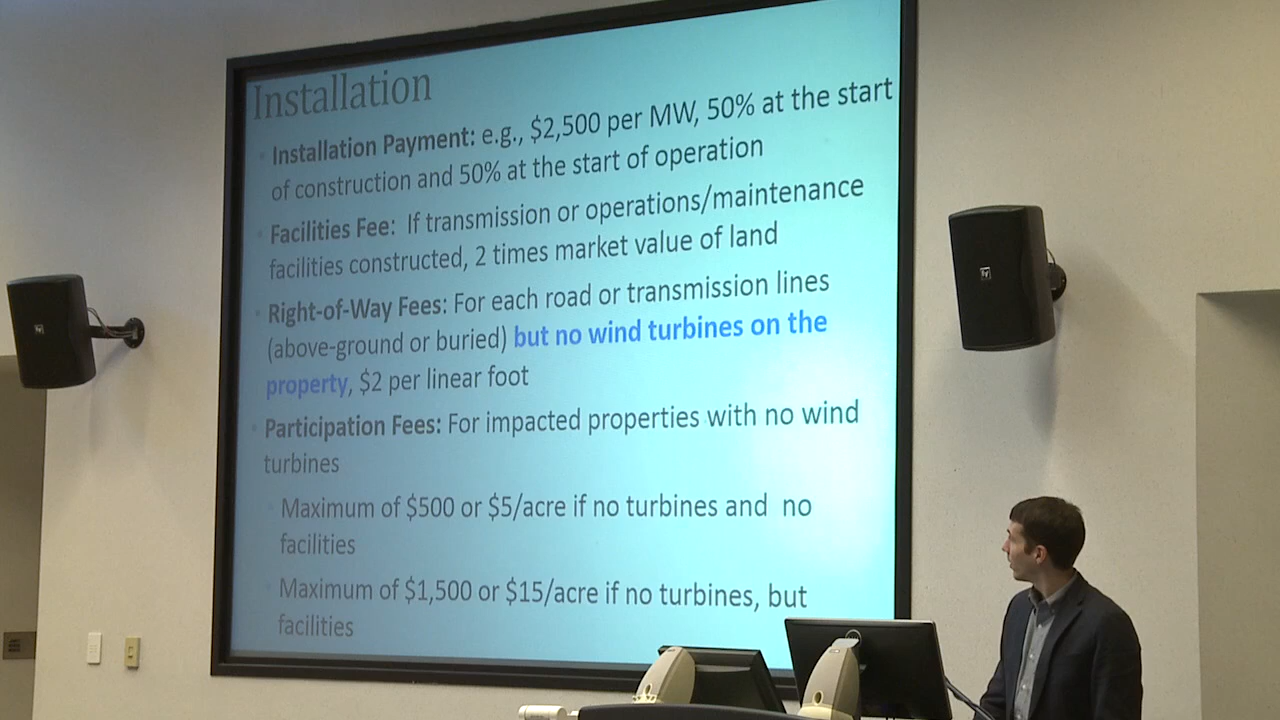 Installation
Installation Payment: e.g., $2,500 per MW, 50% at the start
of construction and 50% at the start of operation
Facilities Fee: If transmission or operations/maintenance
facilities constructed, 2 times market value of land
Right-of-Way Fees: For each road or transmission lines
(above-ground or buried) but no wind turbines on the
property, $2 per linear foot
Participation Fees: For impacted properties with no wind
turbines
Maximum of $500 or $5/acre if no turbines and no
facilities
Maximum of $1,500 or $15/acre if no turbines, but
facilities